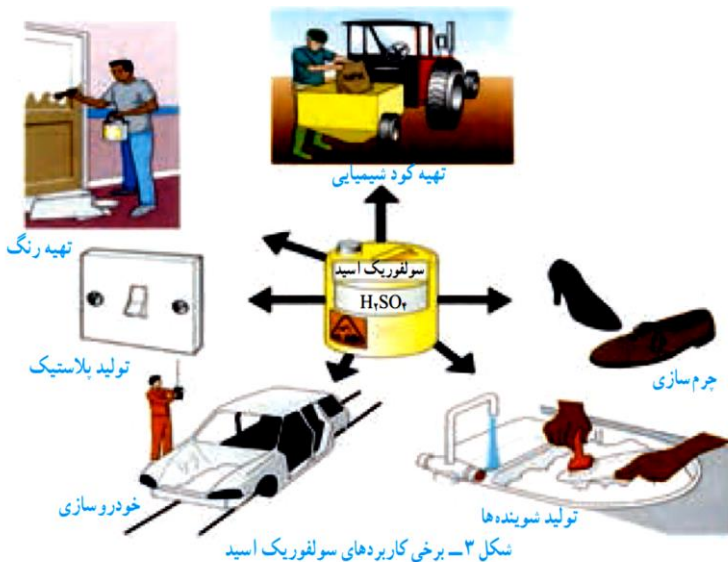 تهیه کود شیمیایی
تهیه رنگ
سولفوریک اسید
H₂SO₄
تولید پلاستیک
چرم‌سازی
خودروسازی
تولید شوینده‌ها
شکل ۳ــ برخی کاربردهای سولفوریک اسید